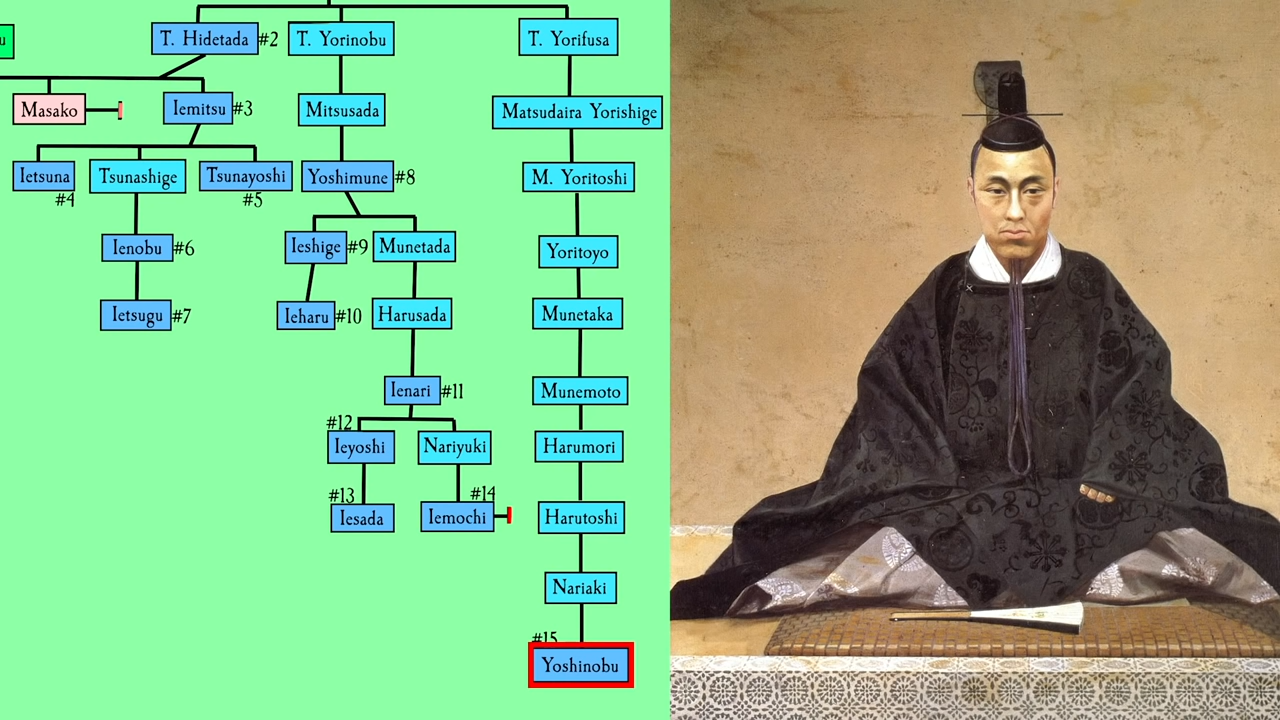 u
T. Hidetada #2
T. Yorinobu
T. Yorifusa
Masako
Iemitsu #3
Mitsusada
Matsudaira Yorishige
Ietsuna
#4
Tsunashige
Tsunayoshi
#5
Yoshimune #8
M. Yoritoshi
Ienobu #6
Ieshige #9
Munetada
Yoritoyo
Ietsugu #7
Ieharu #10
Harusada
Munetaka
Ienari #11
Munemoto
#12
Ieyoshi
Nariyuki
Harumori
#13
Iesada
#14
Iemochi
Harutoshi
Nariaki
#15
Yoshinobu